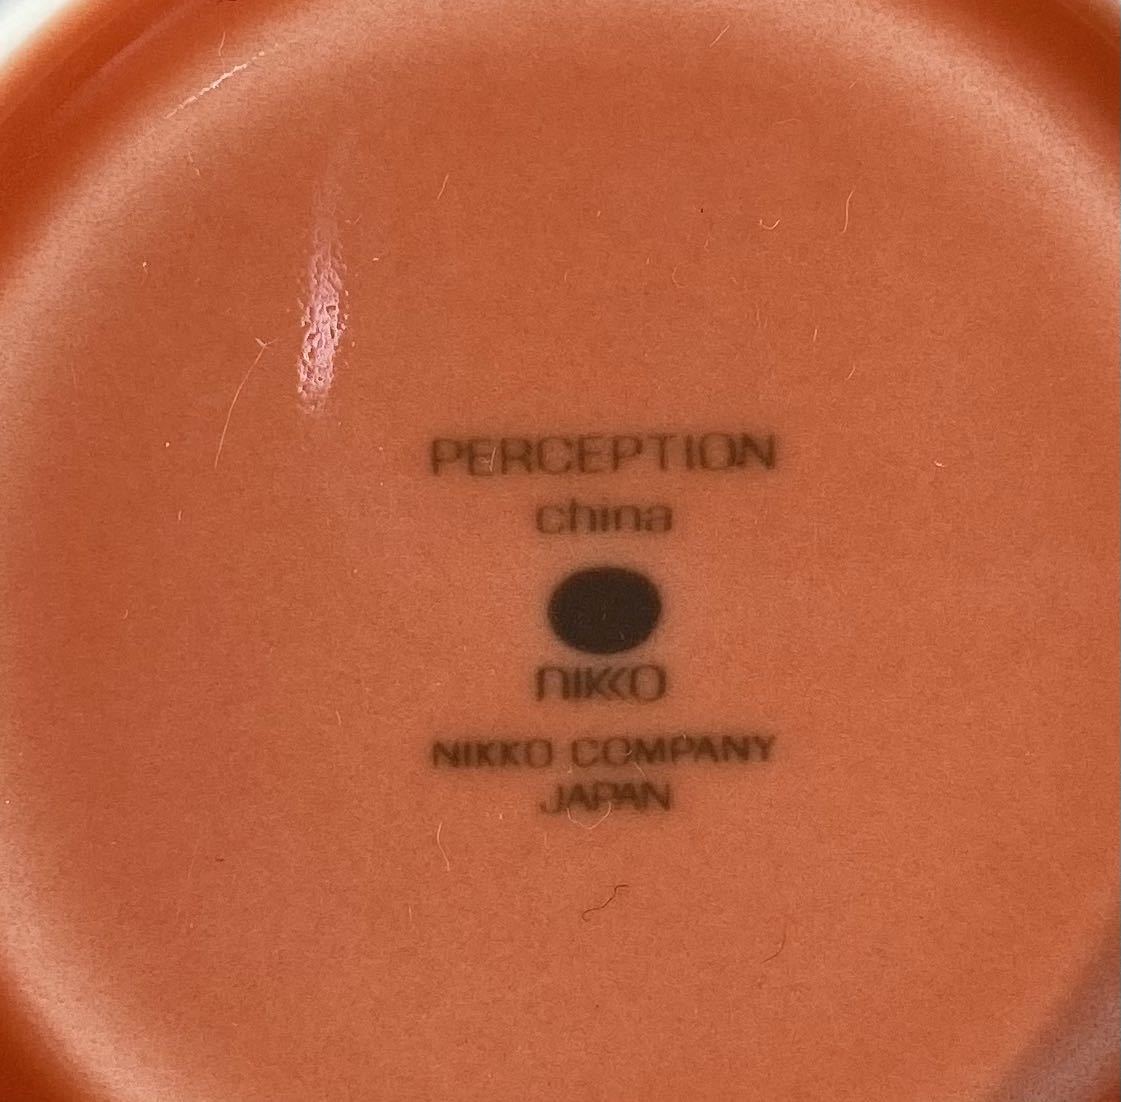 PERCEPTION
china
nikko
NIKKO COMPANY
JAPAN